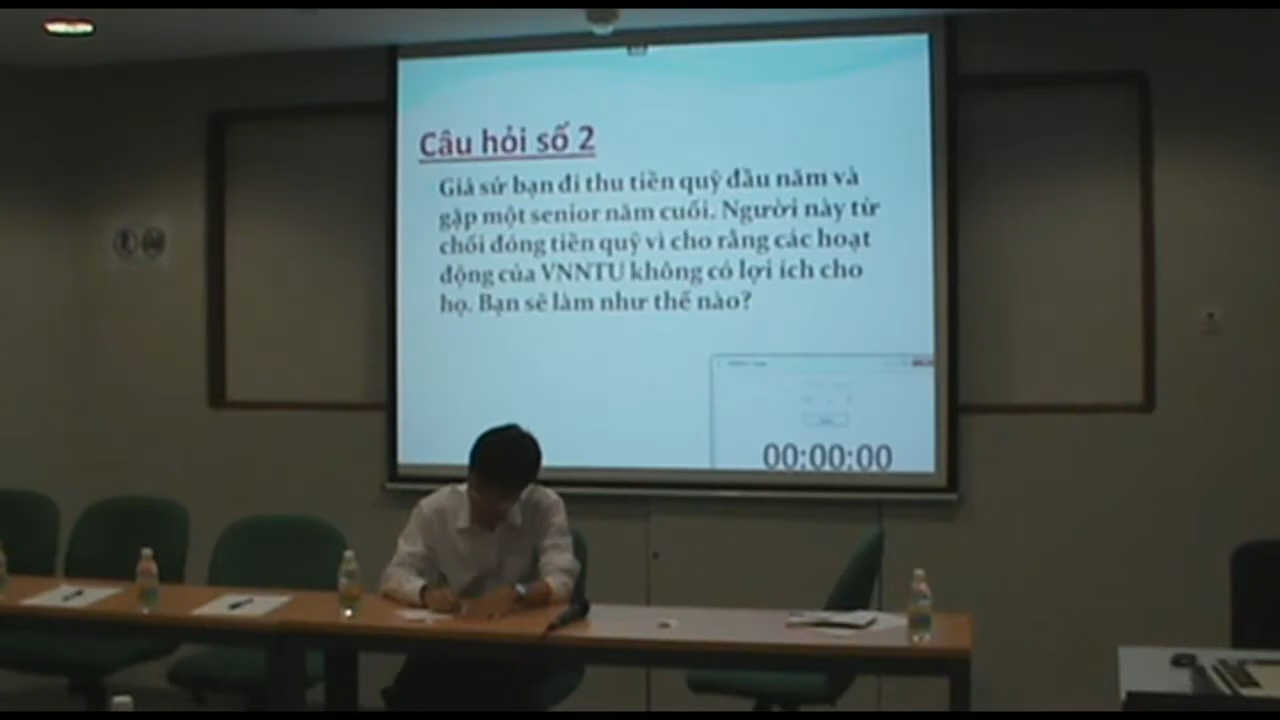 Câu hỏi số 2
Giả sử bạn đi thu tiền quỹ đầu năm và
gặp một senior năm cuối. Người này từ
chối đóng tiền quỹ vì cho rằng các hoạt
động của VNNTU không có lợi ích cho
họ. Bạn sẽ làm như thế nào?
00:00:00